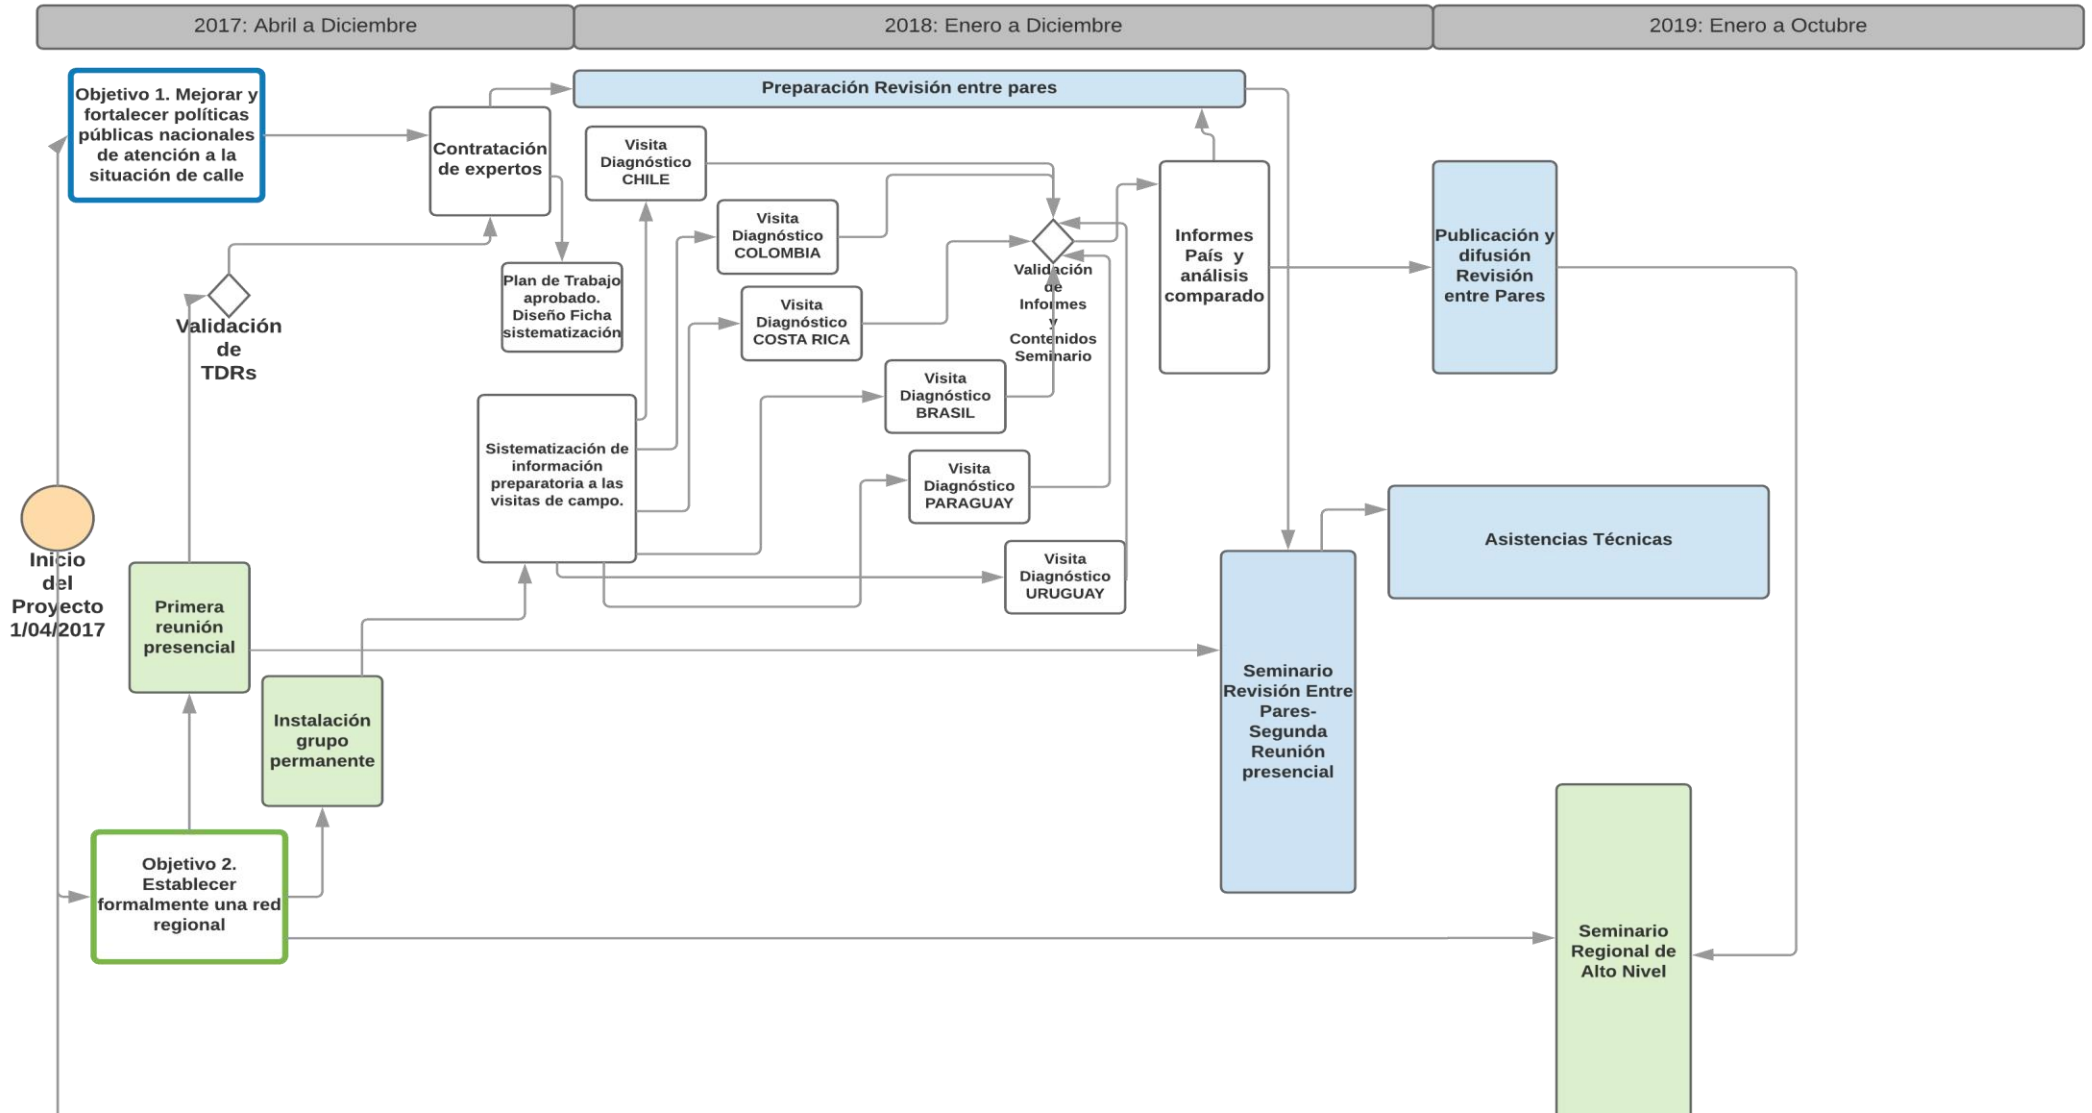 2017: Abril a Diciembre
2018: Enero a Diciembre
2019: Enero a Octubre
Objetivo 1. Mejorar y
fortalecer políticas
públicas nacionales
de atención a la
situación de calle
Contratación
de expertos
Preparación Revisión entre pares
Visita
Diagnóstico
CHILE
Visita
Diagnóstico
COLOMBIA
Visita
Diagnóstico
COSTA RICA
Visita
Diagnóstico
BRASIL
Visita
Diagnóstico
PARAGUAY
Visita
Diagnóstico
URUGUAY
Validación
de
Informes
y
Contenidos
Seminario
Informes
País y
análisis
comparado
Publicación y
difusión
Revisión
entre Pares
Validación
de
TDRs
Plan de Trabajo
aprobado.
Diseño Ficha
sistematización
Sistematización de
información
preparatoria a las
visitas de campo.
Inicio
del
Proyecto
1/04/2017
Primera
reunión
presencial
Instalación
grupo
permanente
Asistencias Técnicas
Seminario
Revisión Entre
Pares-
Segunda
Reunión
presencial
Objetivo 2.
Establecer
formalmente una red
regional
Seminario
Regional de
Alto Nivel